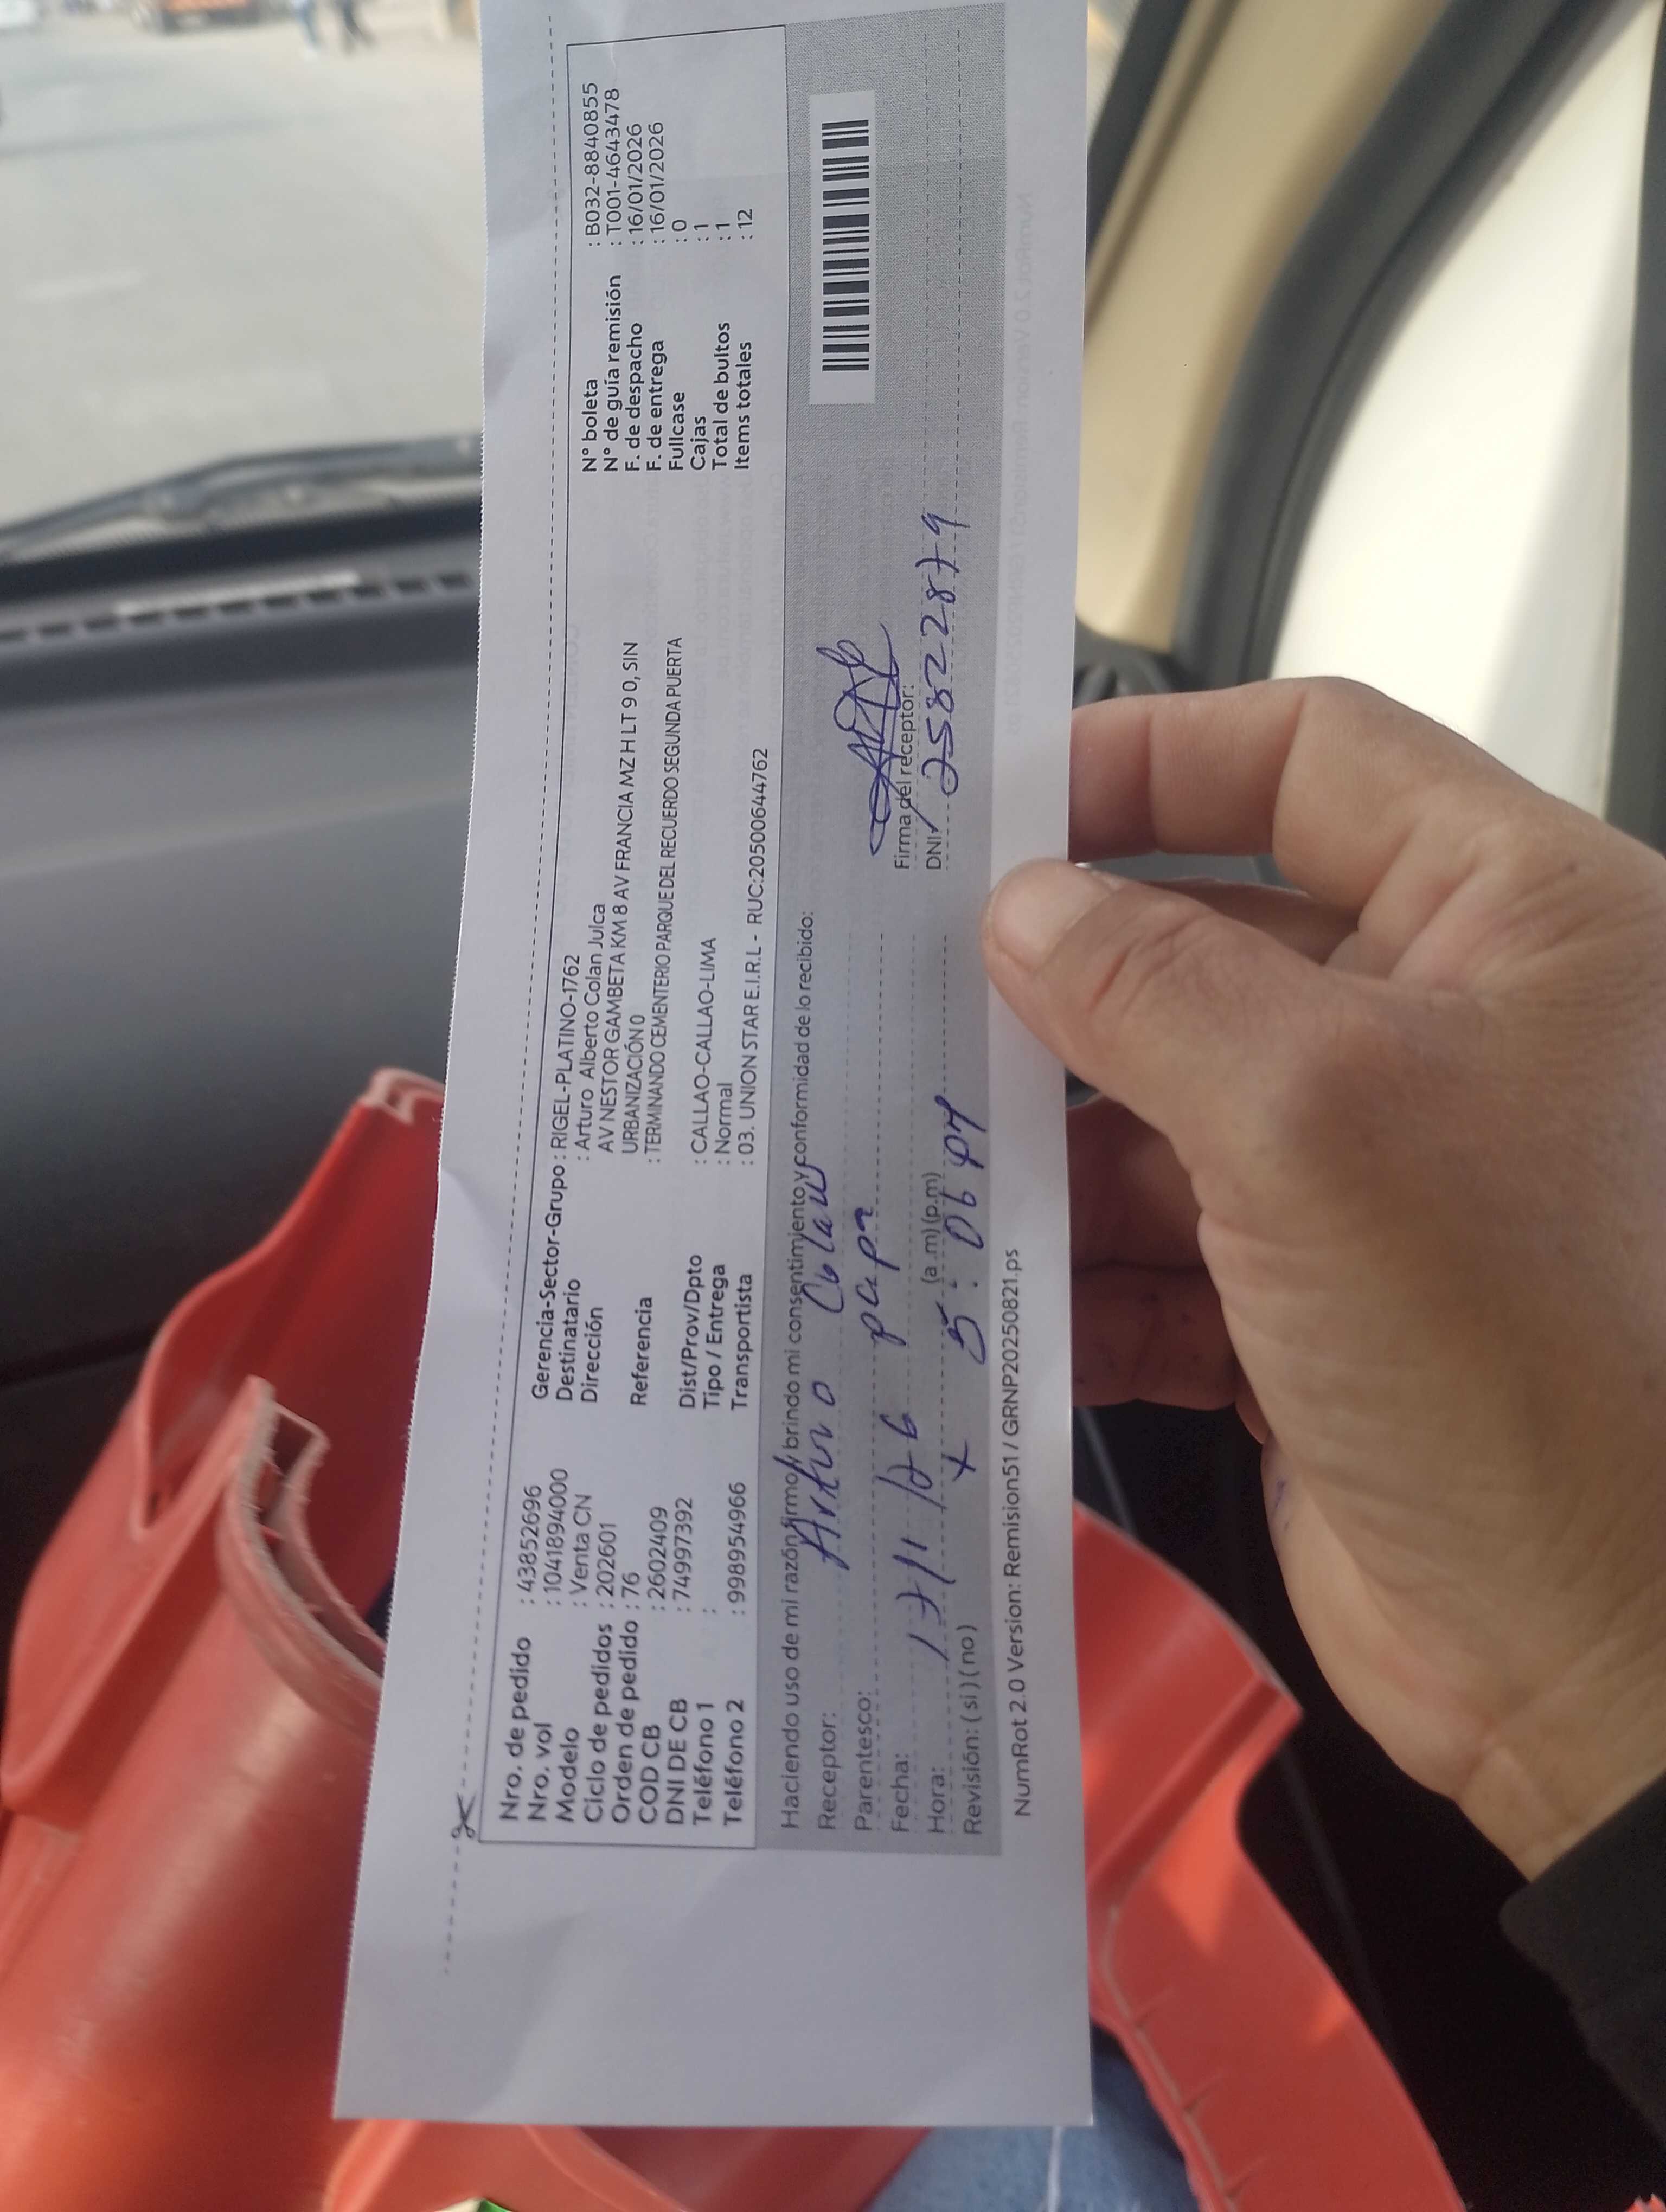 Nro. de pedido : 43852696
Nro. vol : 1041894000
Modelo : Venta CN
Ciclo de pedidos : 202601
Orden de pedido : 76
COD CB : 2602409
DNI DE CB : 74997392
Teléfono 1 :
Teléfono 2 : 998954966
Gerencia-Sector-Grupo : RIGEL-PLATINO-1762
Destinatario : Arturo Alberto Colan Julca
Dirección AV NESTOR GAMBETA KM 8 AV FRANCIA MZ H LT 9 0, SIN
URBANIZACIÓN 0
Referencia : TERMINANDO CEMENTERIO PARQUE DEL RECUERDO SEGUNDA PUERTA
Dist/Prov/Dpto : CALLAO-CALLAO-LIMA
Tipo / Entrega : Normal
Transportista : 03. UNION STAR E.I.R.L - RUC:20500644762
N° boleta : B032-8840855
N° de guía remisión : T001-4643478
F. de despacho : 16/01/2026
F. de entrega : 16/01/2026
Fullcase : 0
Cajas : 1
Total de bultos : 1
Items totales : 12
Haciendo uso de mi razón firmo y brindo mi consentimiento y conformidad de lo recibido:
Receptor: Arturo Colan
Parentesco: papa
Fecha: 17/1/26
Hora: (a.m) (p.m) 5:06 PM
Revisión: ( si ) ( no ) x
Firma del receptor:
DNI 25822879
NumRot 2.0 Version: Remision51 / GRNP20250821.ps